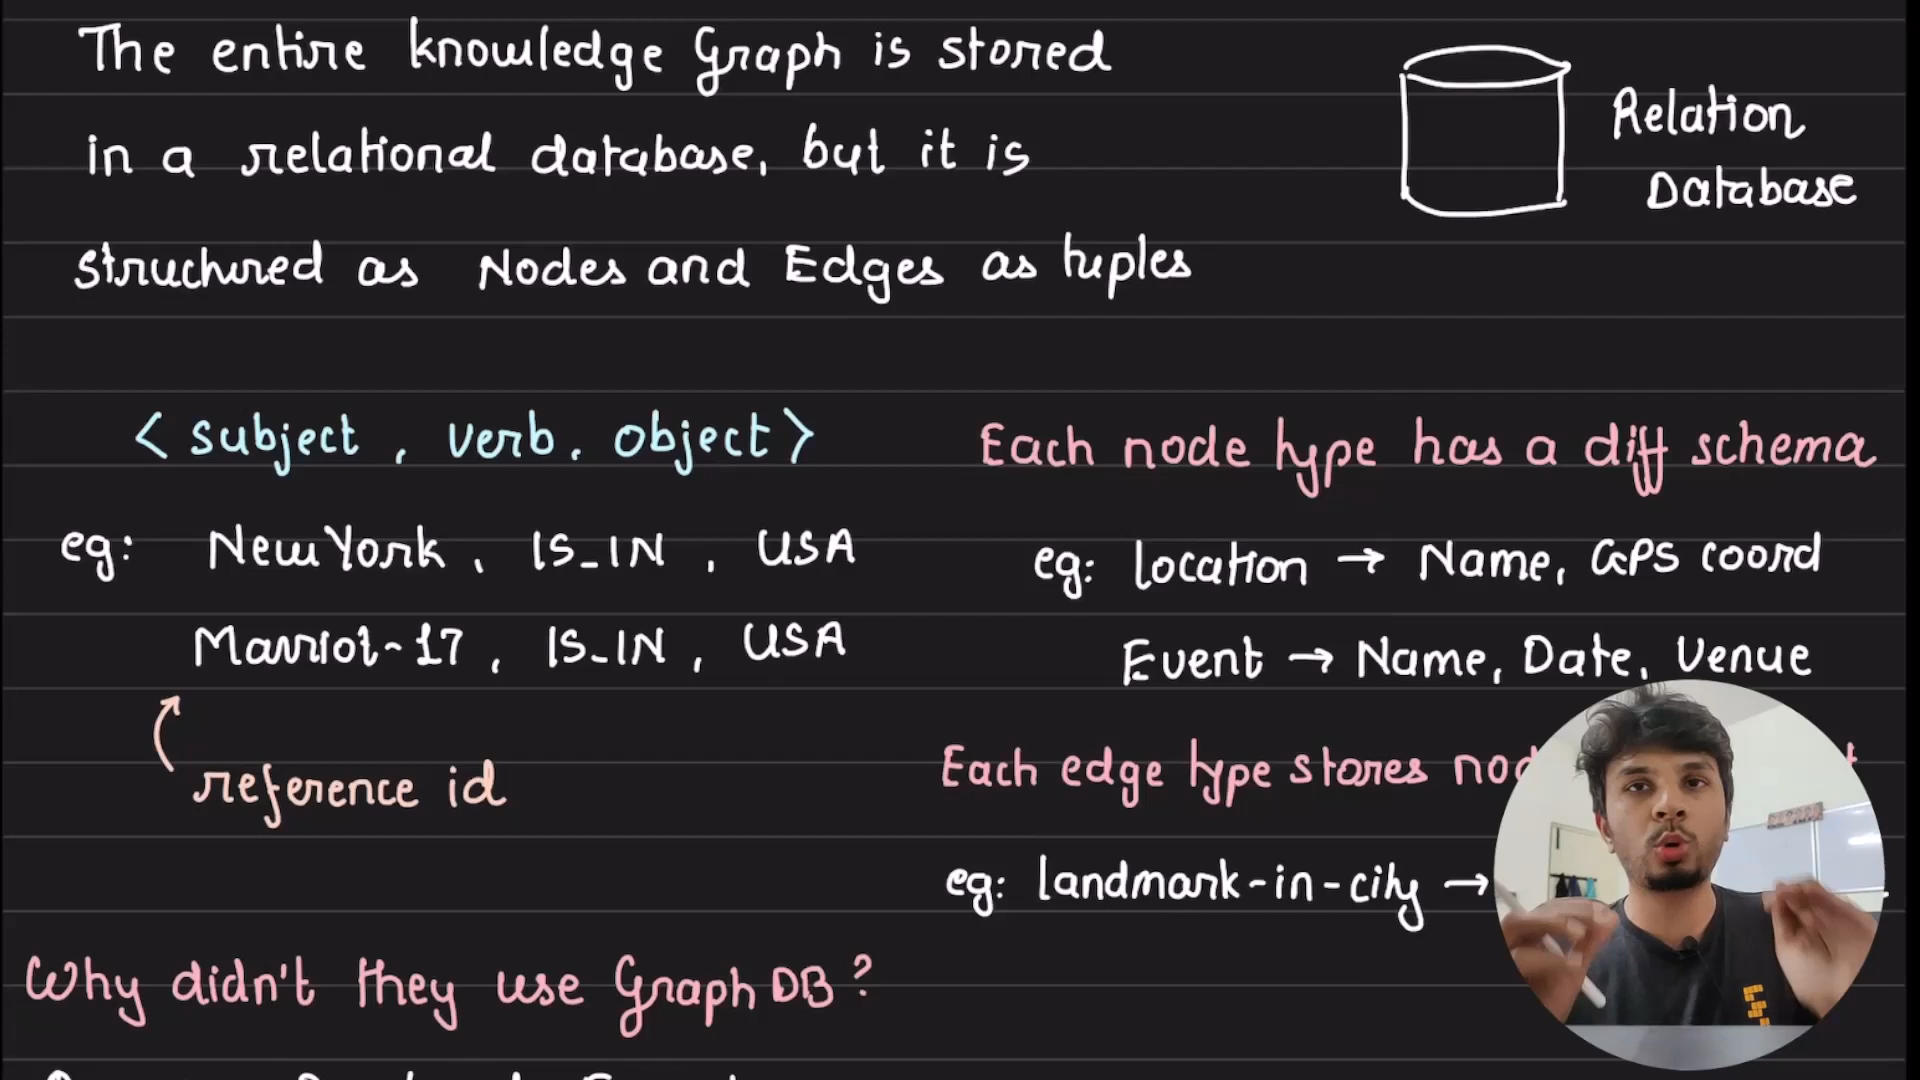 The entire knowledge Graph is stored
in a relational database, but it is
structured as Nodes and Edges as tuples
Relation
Database
< subject, verb, object >
eg: New York, IS_IN, USA
Marriot-17, IS_IN, USA
reference id
Each node type has a diff schema
eg: location → Name, GPS coord
Event → Name, Date, Venue
Each edge type stores
eg: landmark-in-city →
Why didn't they use Graph DB?